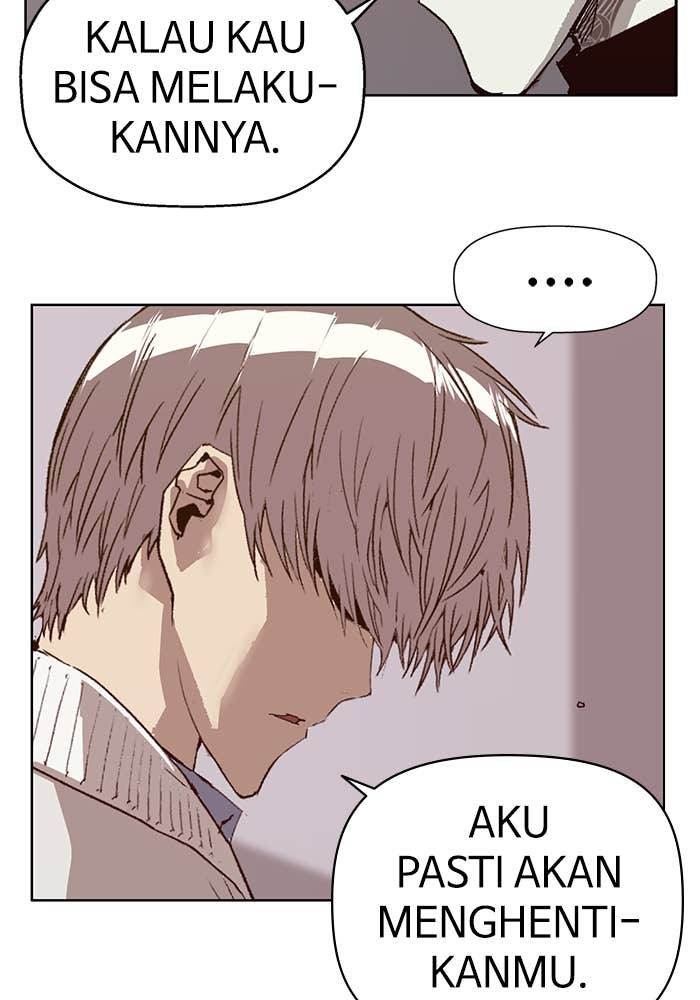 KALAU KAU
BISA MELAKU-
KANNYA.
....
AKU
PASTI AKAN
MENGHENTI-
KANMU.